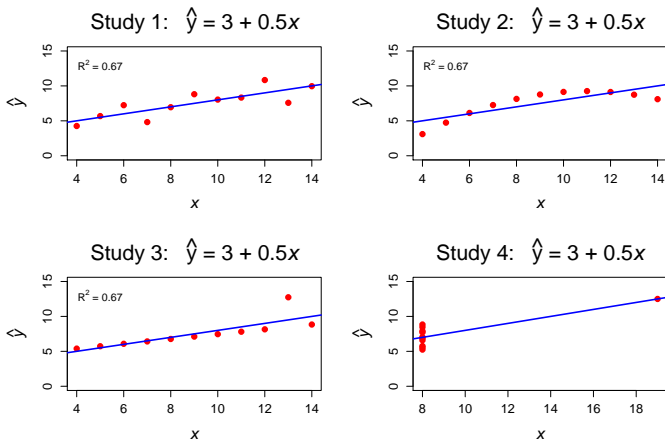 Study 1: ŷ = 3 + 0.5x
R² = 0.67
ŷ
15
10
5
0
4 6 8 10 12 14
x
Study 2: ŷ = 3 + 0.5x
R² = 0.67
ŷ
15
10
5
0
4 6 8 10 12 14
x
Study 3: ŷ = 3 + 0.5x
R² = 0.67
ŷ
15
10
5
0
4 6 8 10 12 14
x
Study 4: ŷ = 3 + 0.5x
ŷ
15
10
5
0
8 10 12 14 16 18
x